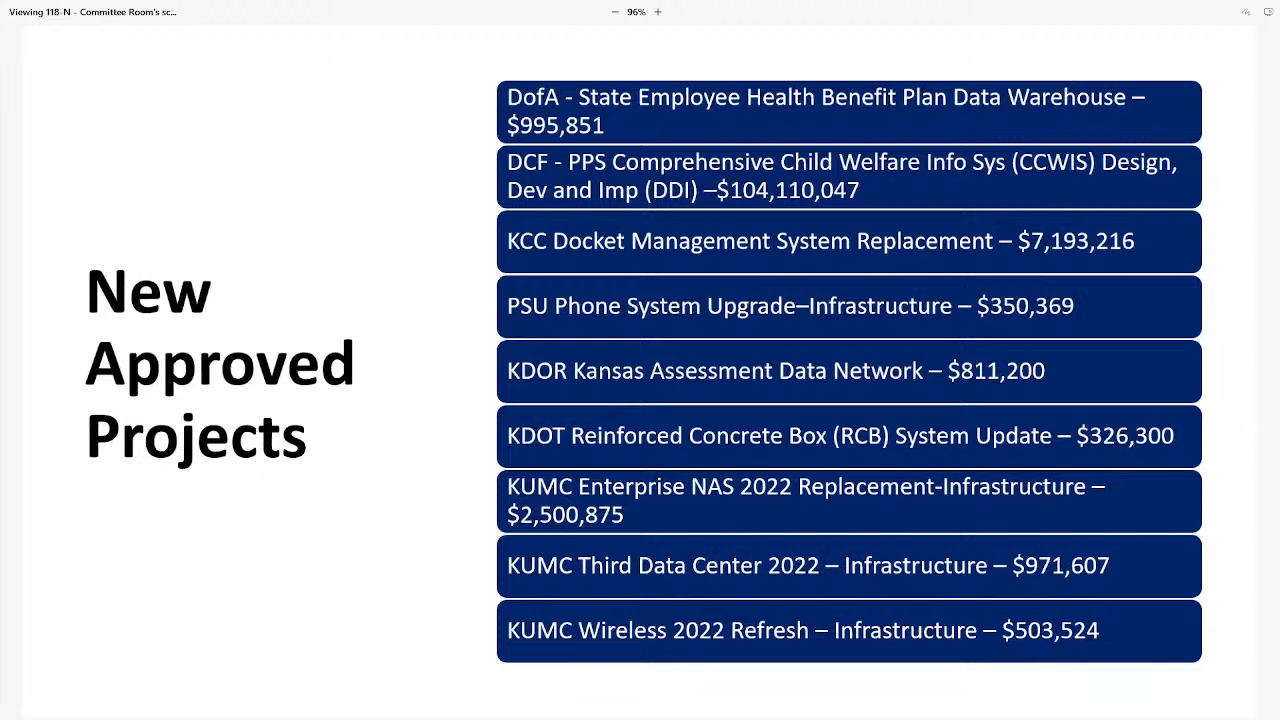 Viewing 118-N - Committee Room's sc...
96%
New
Approved
Projects
DofA - State Employee Health Benefit Plan Data Warehouse –
$995,851
DCF - PPS Comprehensive Child Welfare Info Sys (CCWIS) Design,
Dev and Imp (DDI) –$104,110,047
KCC Docket Management System Replacement – $7,193,216
PSU Phone System Upgrade–Infrastructure – $350,369
KDOR Kansas Assessment Data Network – $811,200
KDOT Reinforced Concrete Box (RCB) System Update – $326,300
KUMC Enterprise NAS 2022 Replacement-Infrastructure –
$2,500,875
KUMC Third Data Center 2022 – Infrastructure – $971,607
KUMC Wireless 2022 Refresh – Infrastructure – $503,524